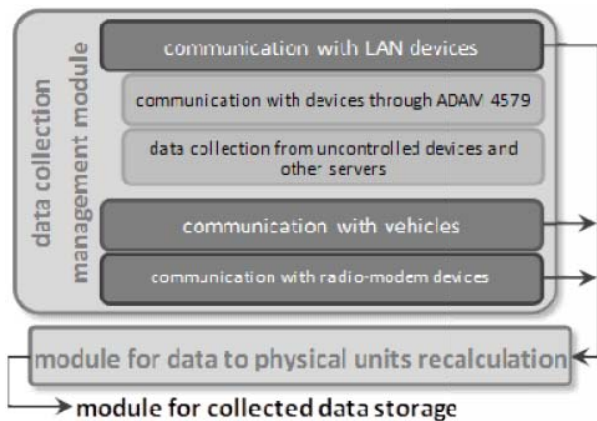 data collection
management module
communication with LAN devices
communication with devices through ADAM 4579
data collection from uncontrolled devices and
other servers
communication with vehicles
communication with radio-modem devices
module for data to physical units recalculation
module for collected data storage